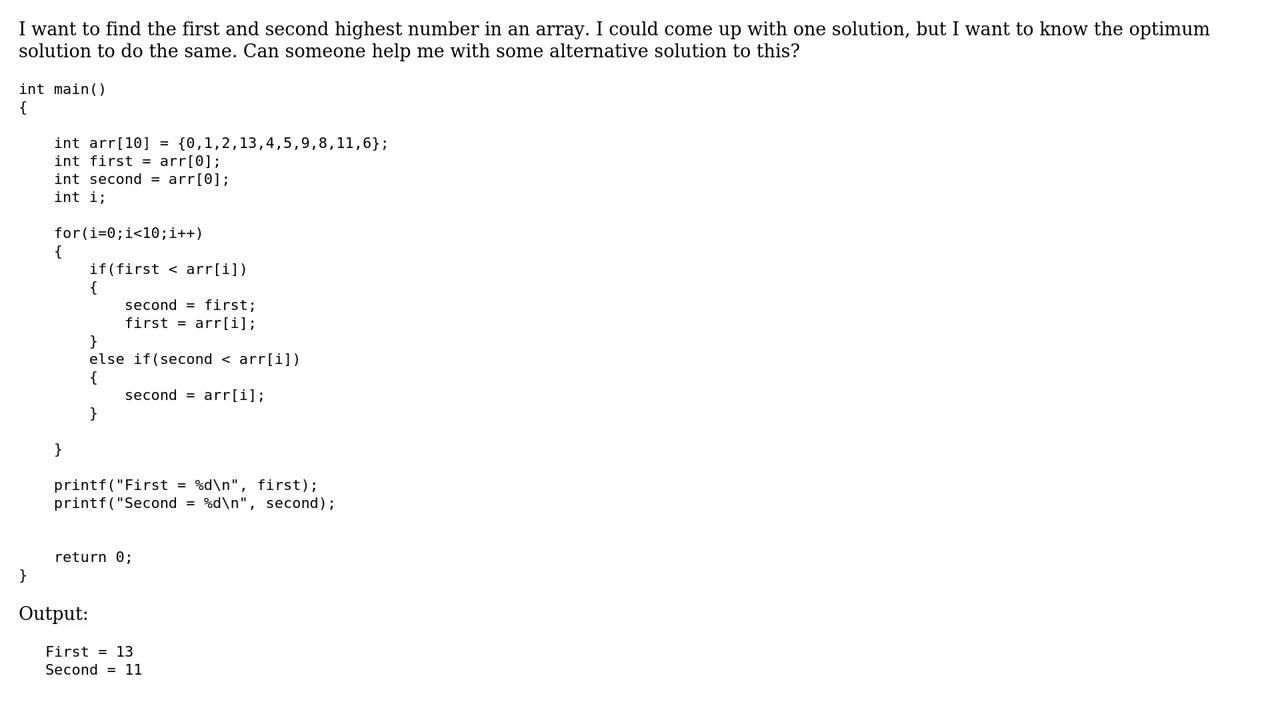 I want to find the first and second highest number in an array. I could come up with one solution, but I want to know the optimum
solution to do the same. Can someone help me with some alternative solution to this?
int main()
{
    int arr[10] = {0,1,2,13,4,5,9,8,11,6};
    int first = arr[0];
    int second = arr[0];
    int i;
    for(i=0;i<10;i++)
    {
        if(first < arr[i])
        {
            second = first;
            first = arr[i];
        }
        else if(second < arr[i])
        {
            second = arr[i];
        }
    }
    printf("First = %d\n", first);
    printf("Second = %d\n", second);
    return 0;
}
Output:
   First = 13
   Second = 11